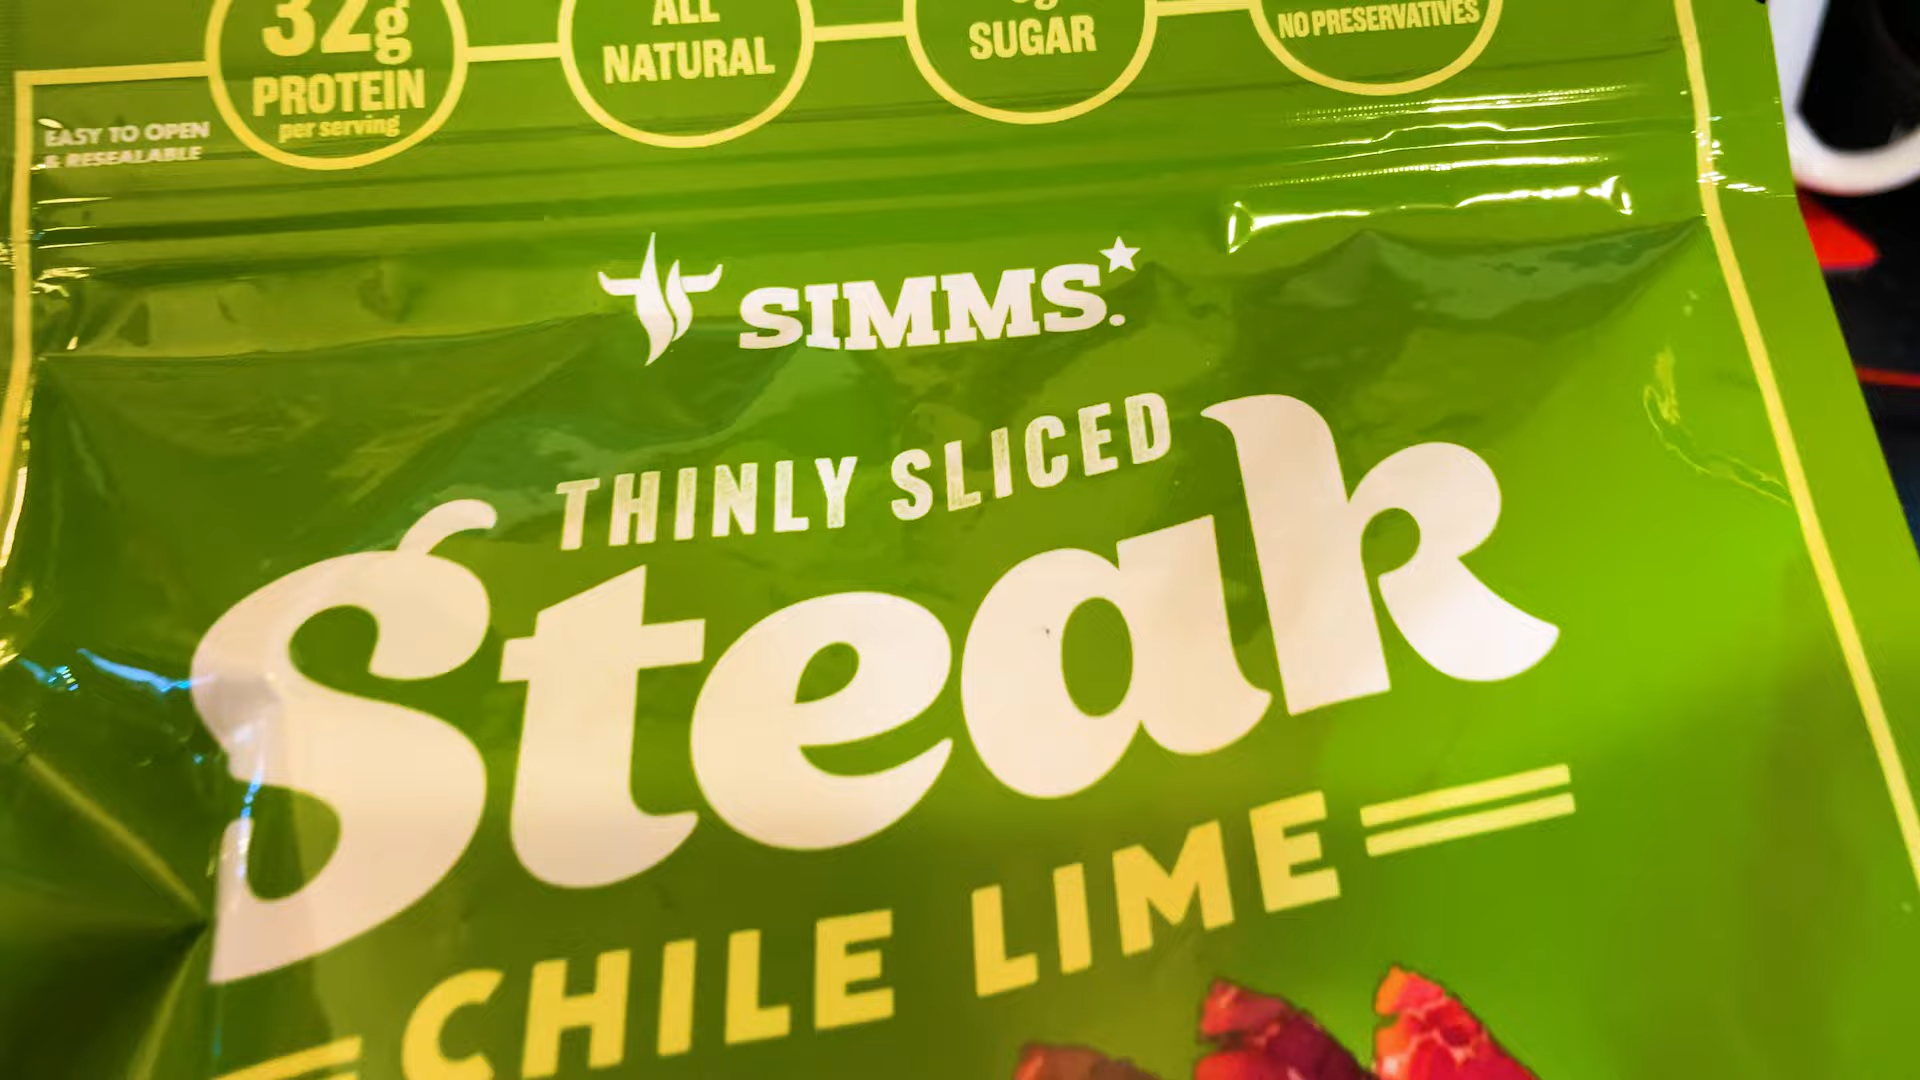 32g
PROTEIN
per serving
ALL
NATURAL
SUGAR
NO PRESERVATIVES
EASY TO OPEN
& RESEALABLE
SIMMS.
THINLY SLICED
Steak
CHILE LIME